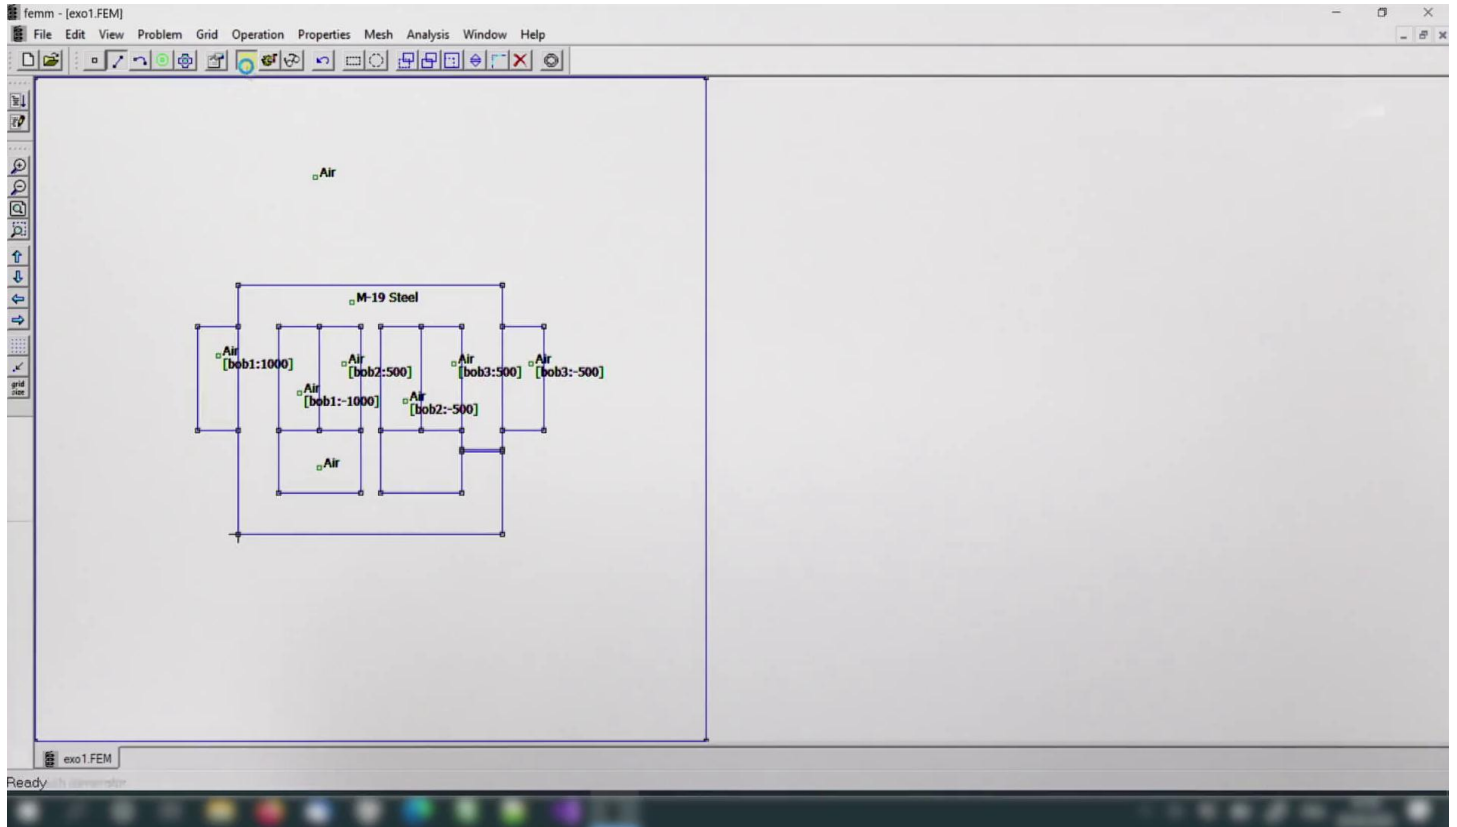 femm - [exo1.FEM]
File Edit View Problem Grid Operation Properties Mesh Analysis Window Help
grid
size
Air
M-19 Steel
Air
[bob1:1000]
Air
[bob2:500]
Air
[bob3:500]
Air
[bob3:-500]
Air
[bob1:-1000]
Air
[bob2:-500]
Air
exo1.FEM
Ready